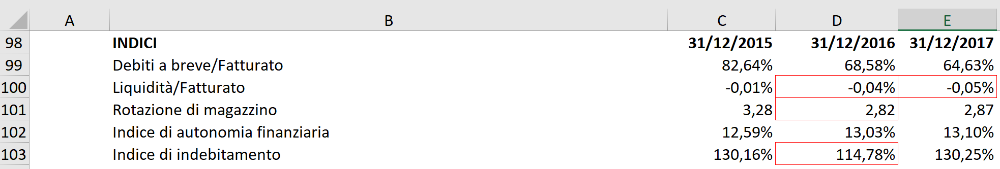 A B C D E
98 INDICI 31/12/2015 31/12/2016 31/12/2017
99 Debiti a breve/Fatturato 82,64% 68,58% 64,63%
100 Liquidità/Fatturato -0,01% -0,04% -0,05%
101 Rotazione di magazzino 3,28 2,82 2,87
102 Indice di autonomia finanziaria 12,59% 13,03% 13,10%
103 Indice di indebitamento 130,16% 114,78% 130,25%